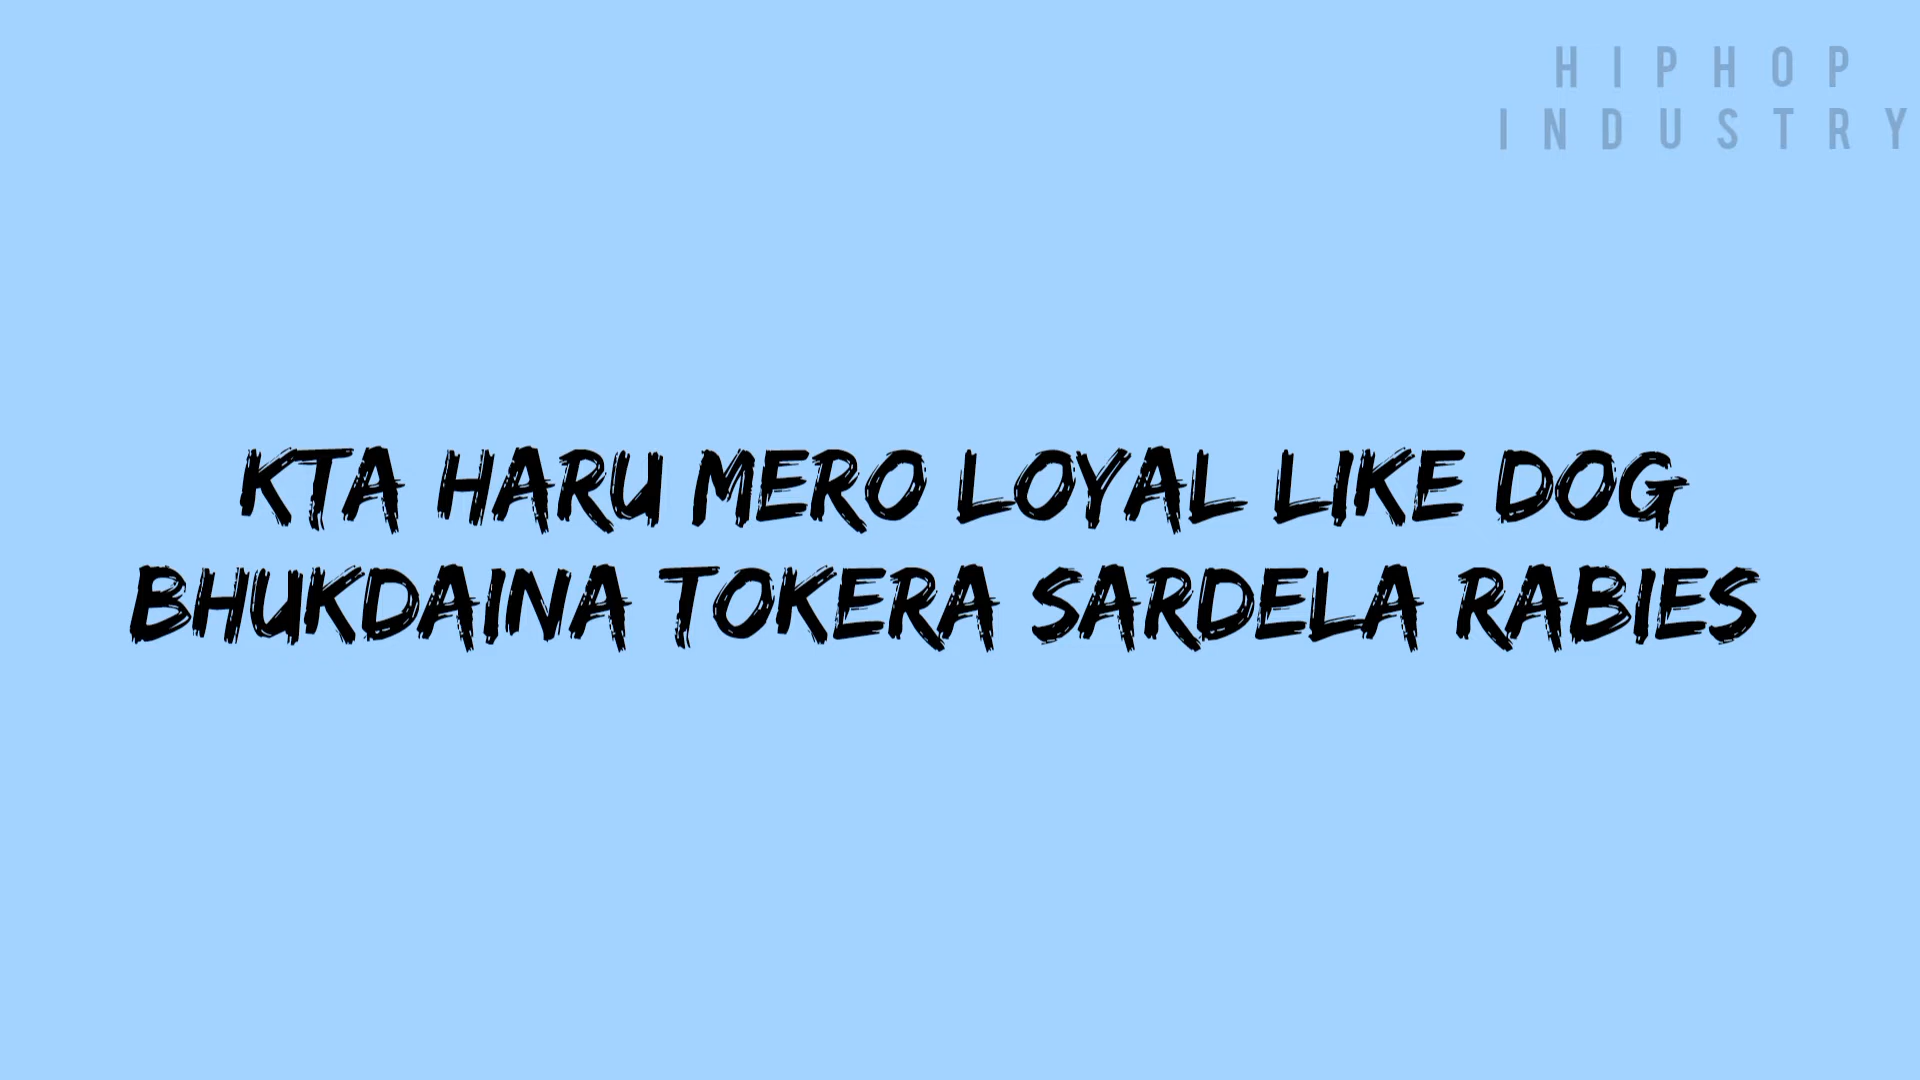 HIPHOP
INDUSTRY
KTA HARU MERO LOYAL LIKE DOG
BHUKDAINA TOKERA SARDELA RABIES